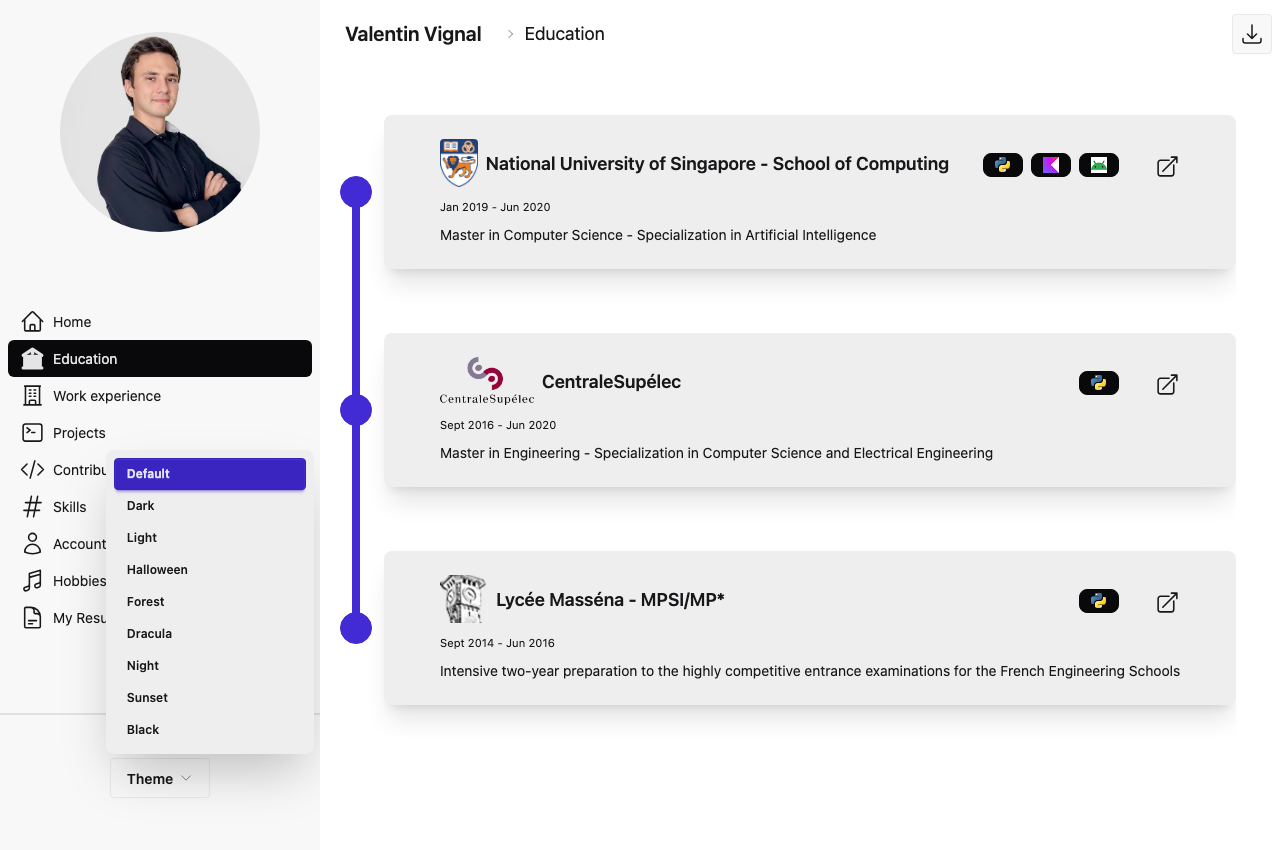 Valentin Vignal
Education
Home
Education
Work experience
Projects
Contribu
Skills
Account
Hobbies
My Resu
Default
Dark
Light
Halloween
Forest
Dracula
Night
Sunset
Black
Theme
National University of Singapore - School of Computing
Jan 2019 - Jun 2020
Master in Computer Science - Specialization in Artificial Intelligence
CentraleSupélec
CentraleSupélec
Sept 2016 - Jun 2020
Master in Engineering - Specialization in Computer Science and Electrical Engineering
Lycée Masséna - MPSI/MP*
Sept 2014 - Jun 2016
Intensive two-year preparation to the highly competitive entrance examinations for the French Engineering Schools